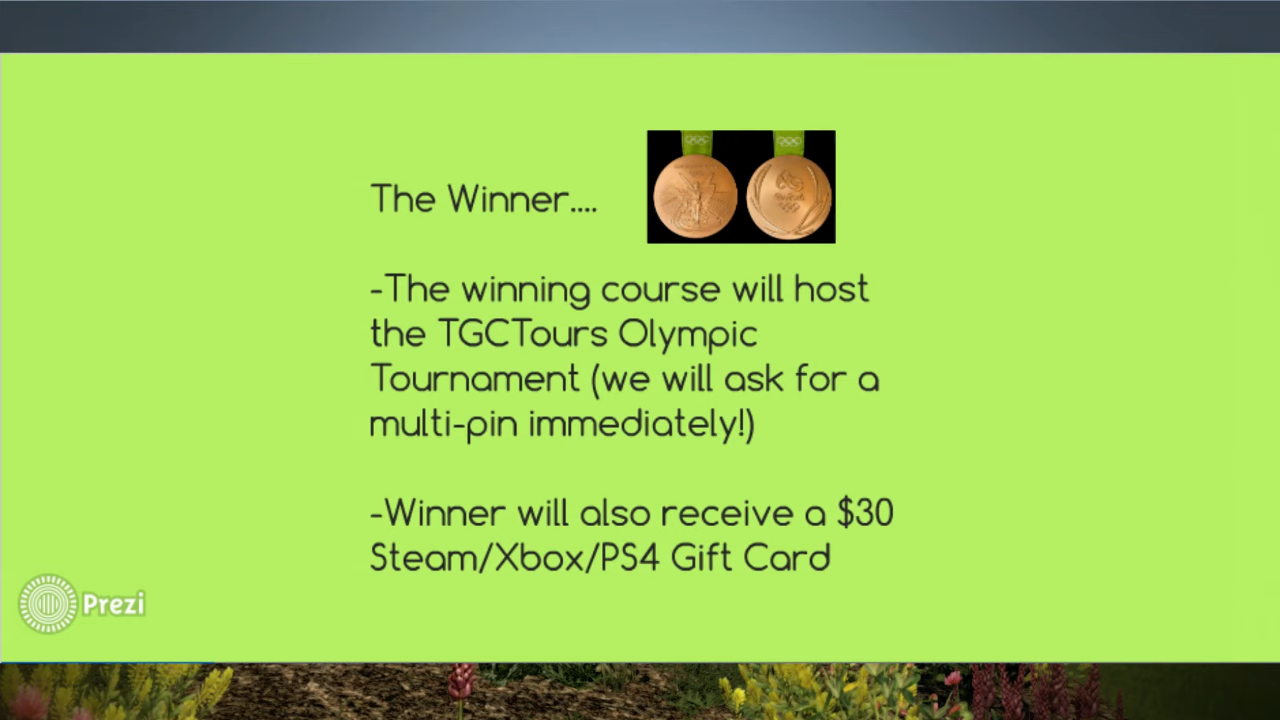 The Winner....
-The winning course will host
the TGCTours Olympic
Tournament (we will ask for a
multi-pin immediately!)
-Winner will also receive a $30
Steam/Xbox/PS4 Gift Card
Prezi